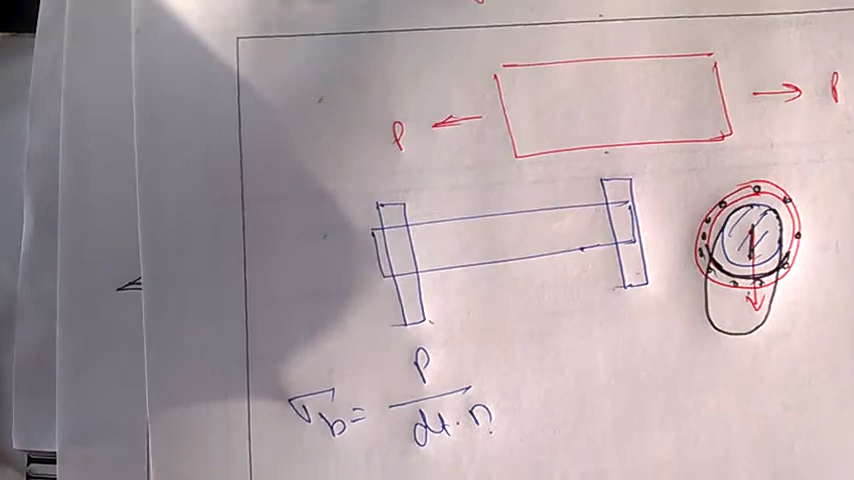 P P
σb = P / dt.n